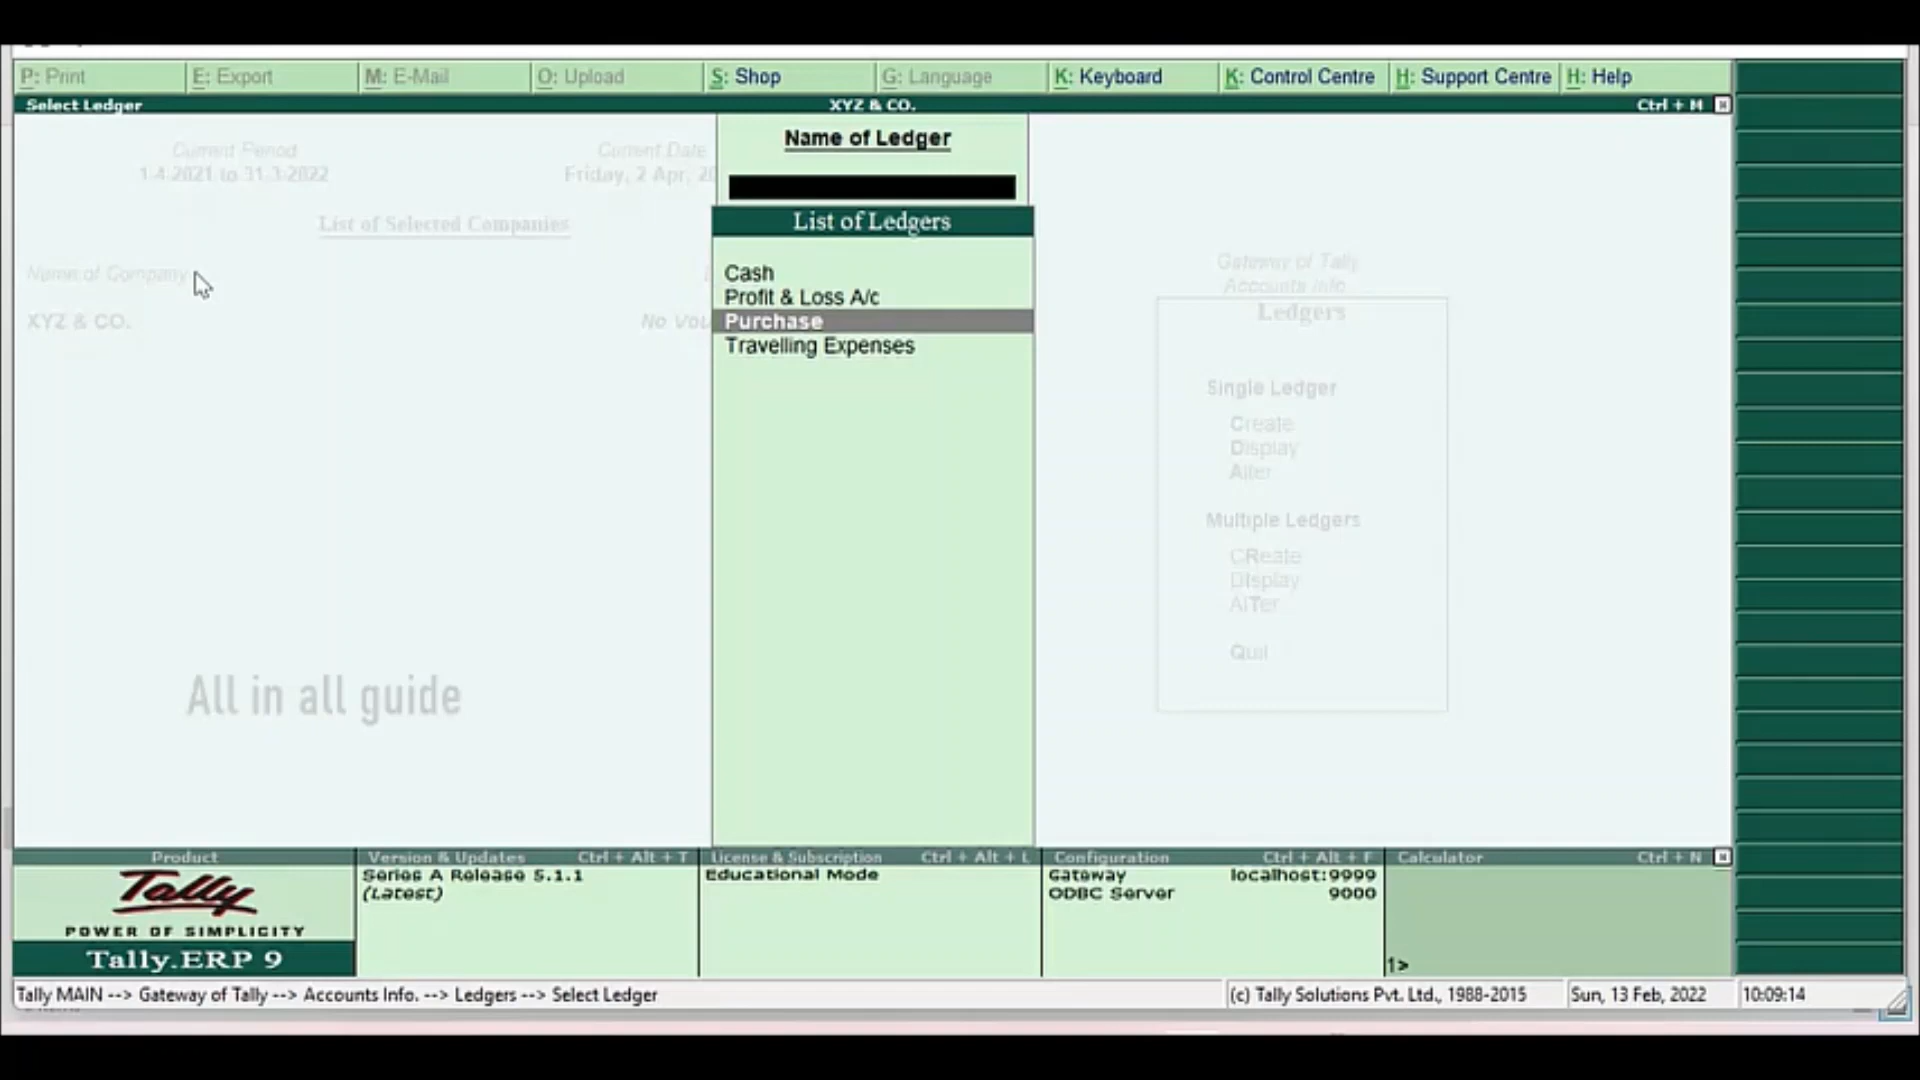 P: Print E: Export M: E-Mail O: Upload S: Shop G: Language K: Keyboard K: Control Centre H: Support Centre H: Help
Select Ledger XYZ & CO. Ctrl + M
Name of Ledger
Current Period Current Date
1-4-2021 to 31-3-2022 Friday, 2 Apr,
List of Selected Companies
List of Ledgers
Name of Company
XYZ & CO. No
Cash
Profit & Loss A/c
Purchase
Travelling Expenses
Gateway of Tally
Accounts Info.
Ledgers
Single Ledger
Create
Display
Alter
Multiple Ledgers
CReate
DIsplay
AlTer
Quit
All in all guide
Product
Tally
POWER OF SIMPLICITY
Tally.ERP 9
Version & Updates Ctrl + Alt + T
Series A Release 5.1.1
(Latest)
License & Subscription Ctrl + Alt + L
Educational Mode
Configuration Ctrl + Alt + F
Gateway localhost:9999
ODBC Server 9000
Calculator Ctrl + N
1>
Tally MAIN --> Gateway of Tally --> Accounts Info. --> Ledgers --> Select Ledger (c) Tally Solutions Pvt. Ltd., 1988-2015 Sun, 13 Feb, 2022 10:09:14